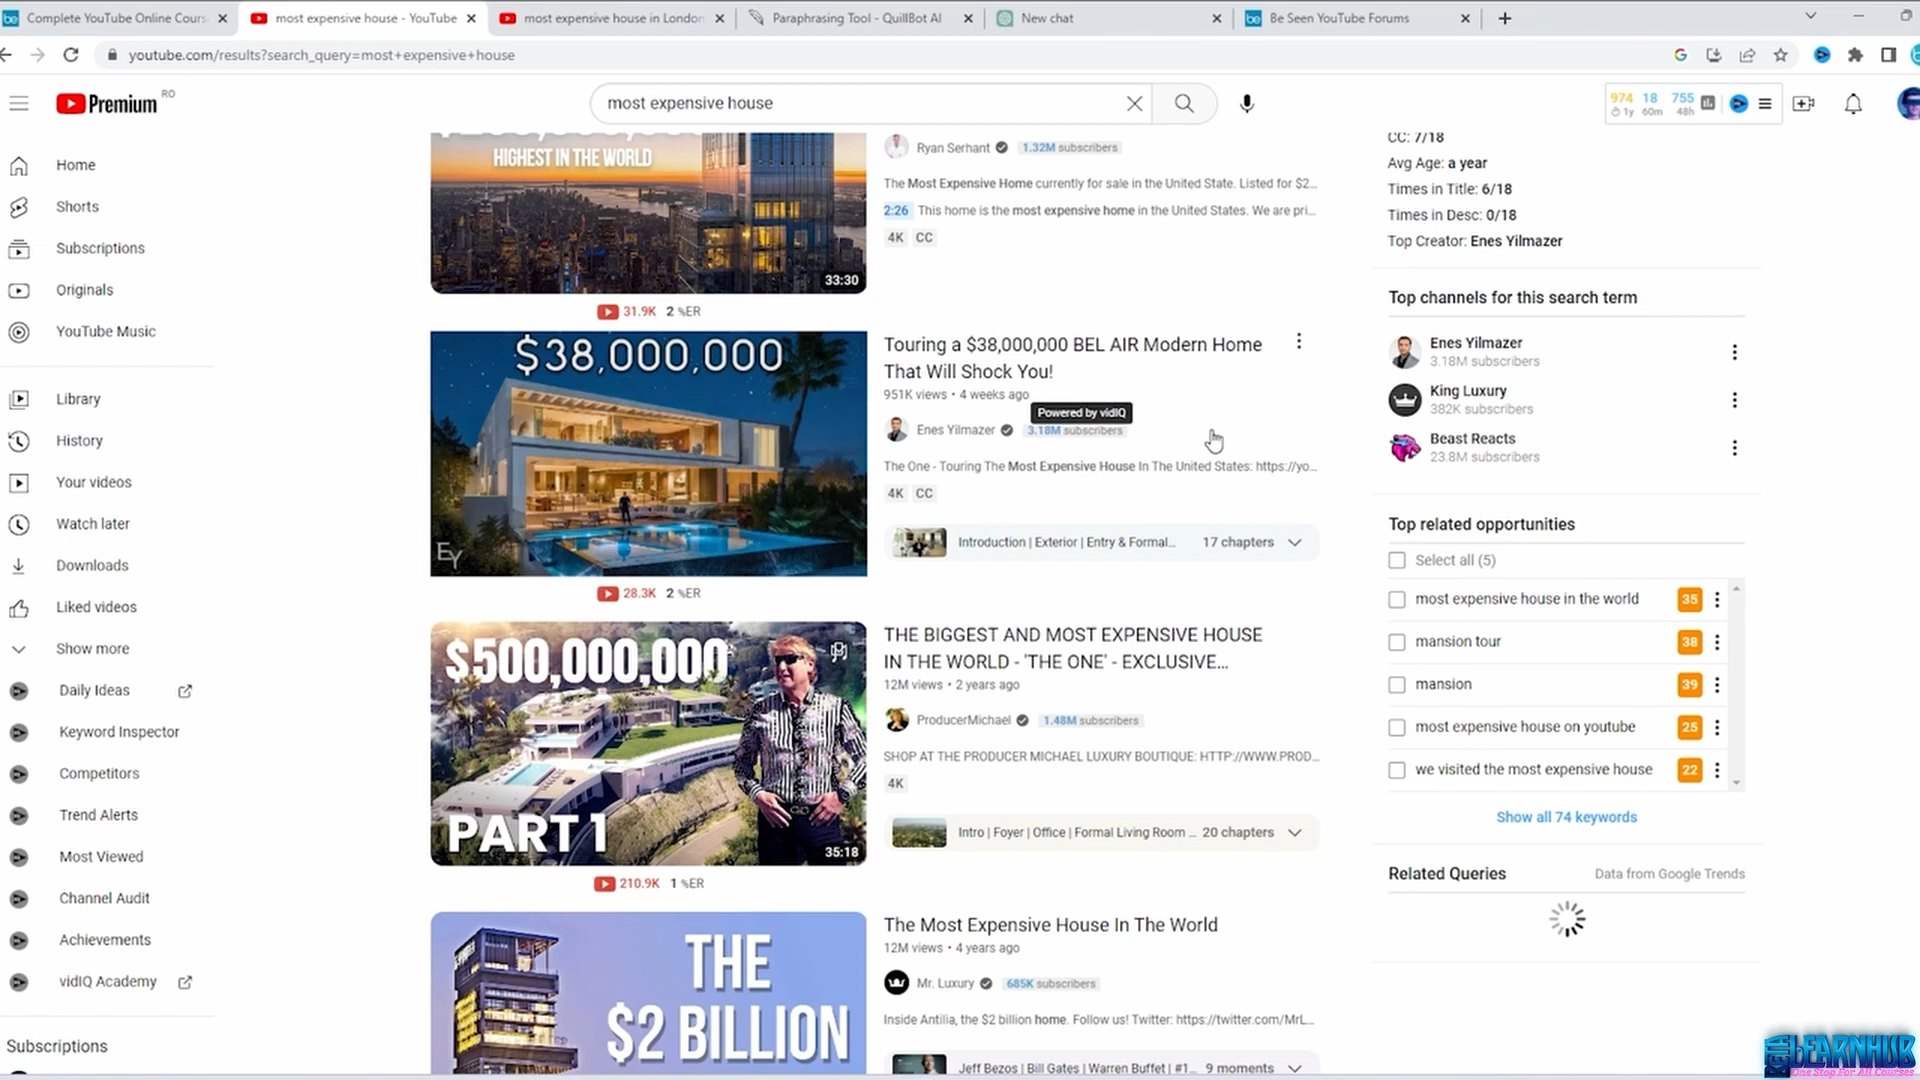 Complete YouTube Online Cours
most expensive house - YouTube
most expensive house in London
Paraphrasing Tool - QuillBot AI
New chat
Be Seen YouTube Forums
youtube.com/results?search_query=most+expensive+house
Premium RO
most expensive house
974 18 755
1y 60m 48h
Home
Shorts
Subscriptions
Originals
YouTube Music
Library
History
Your videos
Watch later
Downloads
Liked videos
Show more
Daily Ideas
Keyword Inspector
Competitors
Trend Alerts
Most Viewed
Channel Audit
Achievements
vidIQ Academy
Subscriptions
HIGHEST IN THE WORLD
33:30
31.9K 2 %ER
Ryan Serhant 1.32M subscribers
The Most Expensive Home currently for sale in the United State. Listed for $2...
2:26 This home is the most expensive home in the United States. We are pri...
4K CC
$38,000,000
EY
28.3K 2 %ER
Touring a $38,000,000 BEL AIR Modern Home
That Will Shock You!
951K views • 4 weeks ago
Powered by vidIQ
Enes Yilmazer 3.18M subscribers
The One - Touring The Most Expensive House In The United States: https://yo...
4K CC
Introduction | Exterior | Entry & Formal... 17 chapters
$500,000,000
PART 1
35:18
210.9K 1 %ER
THE BIGGEST AND MOST EXPENSIVE HOUSE
IN THE WORLD - 'THE ONE' - EXCLUSIVE...
12M views • 2 years ago
ProducerMichael 1.48M subscribers
SHOP AT THE PRODUCER MICHAEL LUXURY BOUTIQUE: HTTP://WWW.PROD...
4K
Intro | Foyer | Office | Formal Living Room ... 20 chapters
THE
$2 BILLION
The Most Expensive House In The World
12M views • 4 years ago
Mr. Luxury 685K subscribers
Inside Antilia, the $2 billion home. Follow us! Twitter: https://twitter.com/MrL...
Jeff Bezos | Bill Gates | Warren Buffet | #1... 9 moments
CC: 7/18
Avg Age: a year
Times in Title: 6/18
Times in Desc: 0/18
Top Creator: Enes Yilmazer
Top channels for this search term
Enes Yilmazer
3.18M subscribers
King Luxury
382K subscribers
Beast Reacts
23.8M subscribers
Top related opportunities
Select all (5)
most expensive house in the world 35
mansion tour 38
mansion 39
most expensive house on youtube 25
we visited the most expensive house 22
Show all 74 keywords
Related Queries Data from Google Trends
LEARNHUB
One Stop For All Courses